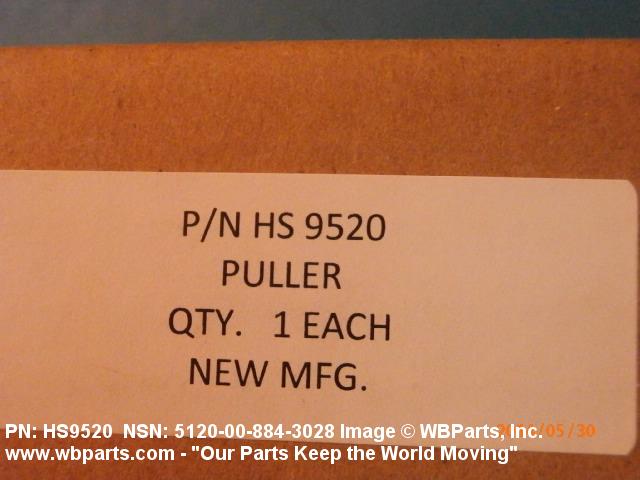 P/N HS 9520
PULLER
QTY. 1 EACH
NEW MFG.
PN: HS9520 NSN: 5120-00-884-3028 Image © WBParts, Inc.
www.wbparts.com - "Our Parts Keep the World Moving"